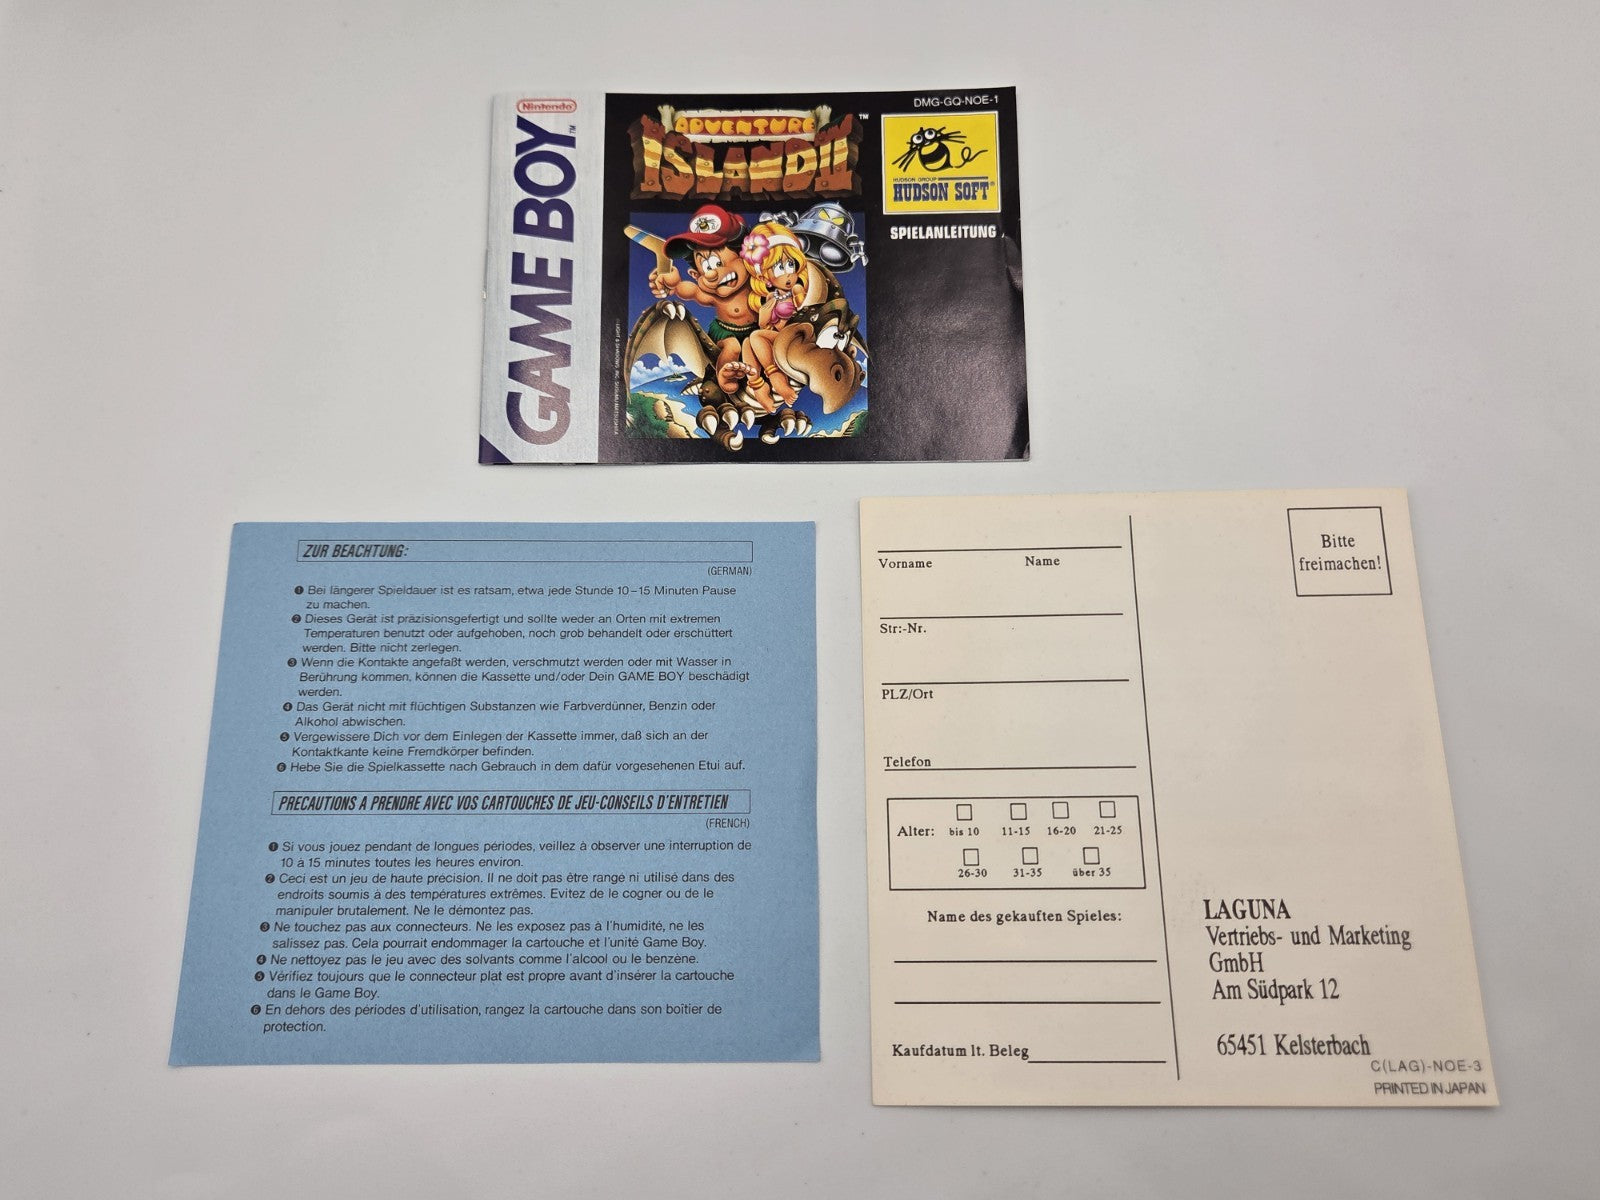 Nintendo
GAME BOY™
DMG-GQ-NOE-1
ADVENTURE
ISLAND II
™
HUDSON GROUP
HUDSON SOFT®
SPIELANLEITUNG
ZUR BEACHTUNG:
(GERMAN)
❶ Bei längerer Spieldauer ist es ratsam, etwa jede Stunde 10–15 Minuten Pause
zu machen.
❷ Dieses Gerät ist präzisionsgefertigt und sollte weder an Orten mit extremen
Temperaturen benutzt oder aufgehoben, noch grob behandelt oder erschüttert
werden. Bitte nicht zerlegen.
❸ Wenn die Kontakte angefaßt werden, verschmutzt werden oder mit Wasser in
Berührung kommen, können die Kassette und/oder Dein GAME BOY beschädigt
werden.
❹ Das Gerät nicht mit flüchtigen Substanzen wie Farbverdünner, Benzin oder
Alkohol abwischen.
❺ Vergewissere Dich vor dem Einlegen der Kassette immer, daß sich an der
Kontaktkante keine Fremdkörper befinden.
❻ Hebe Sie die Spielkassette nach Gebrauch in dem dafür vorgesehenen Etui auf.
PRECAUTIONS A PRENDRE AVEC VOS CARTOUCHES DE JEU-CONSEILS D'ENTRETIEN
(FRENCH)
❶ Si vous jouez pendant de longues périodes, veillez à observer une interruption de
10 à 15 minutes toutes les heures environ.
❷ Ceci est un jeu de haute précision. Il ne doit pas être rangé ni utilisé dans des
endroits soumis à des températures extrêmes. Evitez de le cogner ou de le
manipuler brutalement. Ne le démontez pas.
❸ Ne touchez pas aux connecteurs. Ne les exposez pas à l'humidité, ne les
salissez pas. Cela pourrait endommager la cartouche et l'unité Game Boy.
❹ Ne nettoyez pas le jeu avec des solvants comme l'alcool ou le benzène.
❺ Vérifiez toujours que le connecteur plat est propre avant d'insérer la cartouche
dans le Game Boy.
❻ En dehors des périodes d'utilisation, rangez la cartouche dans son boîtier de
protection.
Vorname Name
Str:-Nr.
PLZ/Ort
Telefon
Alter: bis 10 11-15 16-20 21-25
26-30 31-35 über 35
Name des gekauften Spieles:
Kaufdatum lt. Beleg
Bitte
freimachen!
LAGUNA
Vertriebs- und Marketing
GmbH
Am Südpark 12
65451 Kelsterbach
C(LAG)-NOE-3
PRINTED IN JAPAN